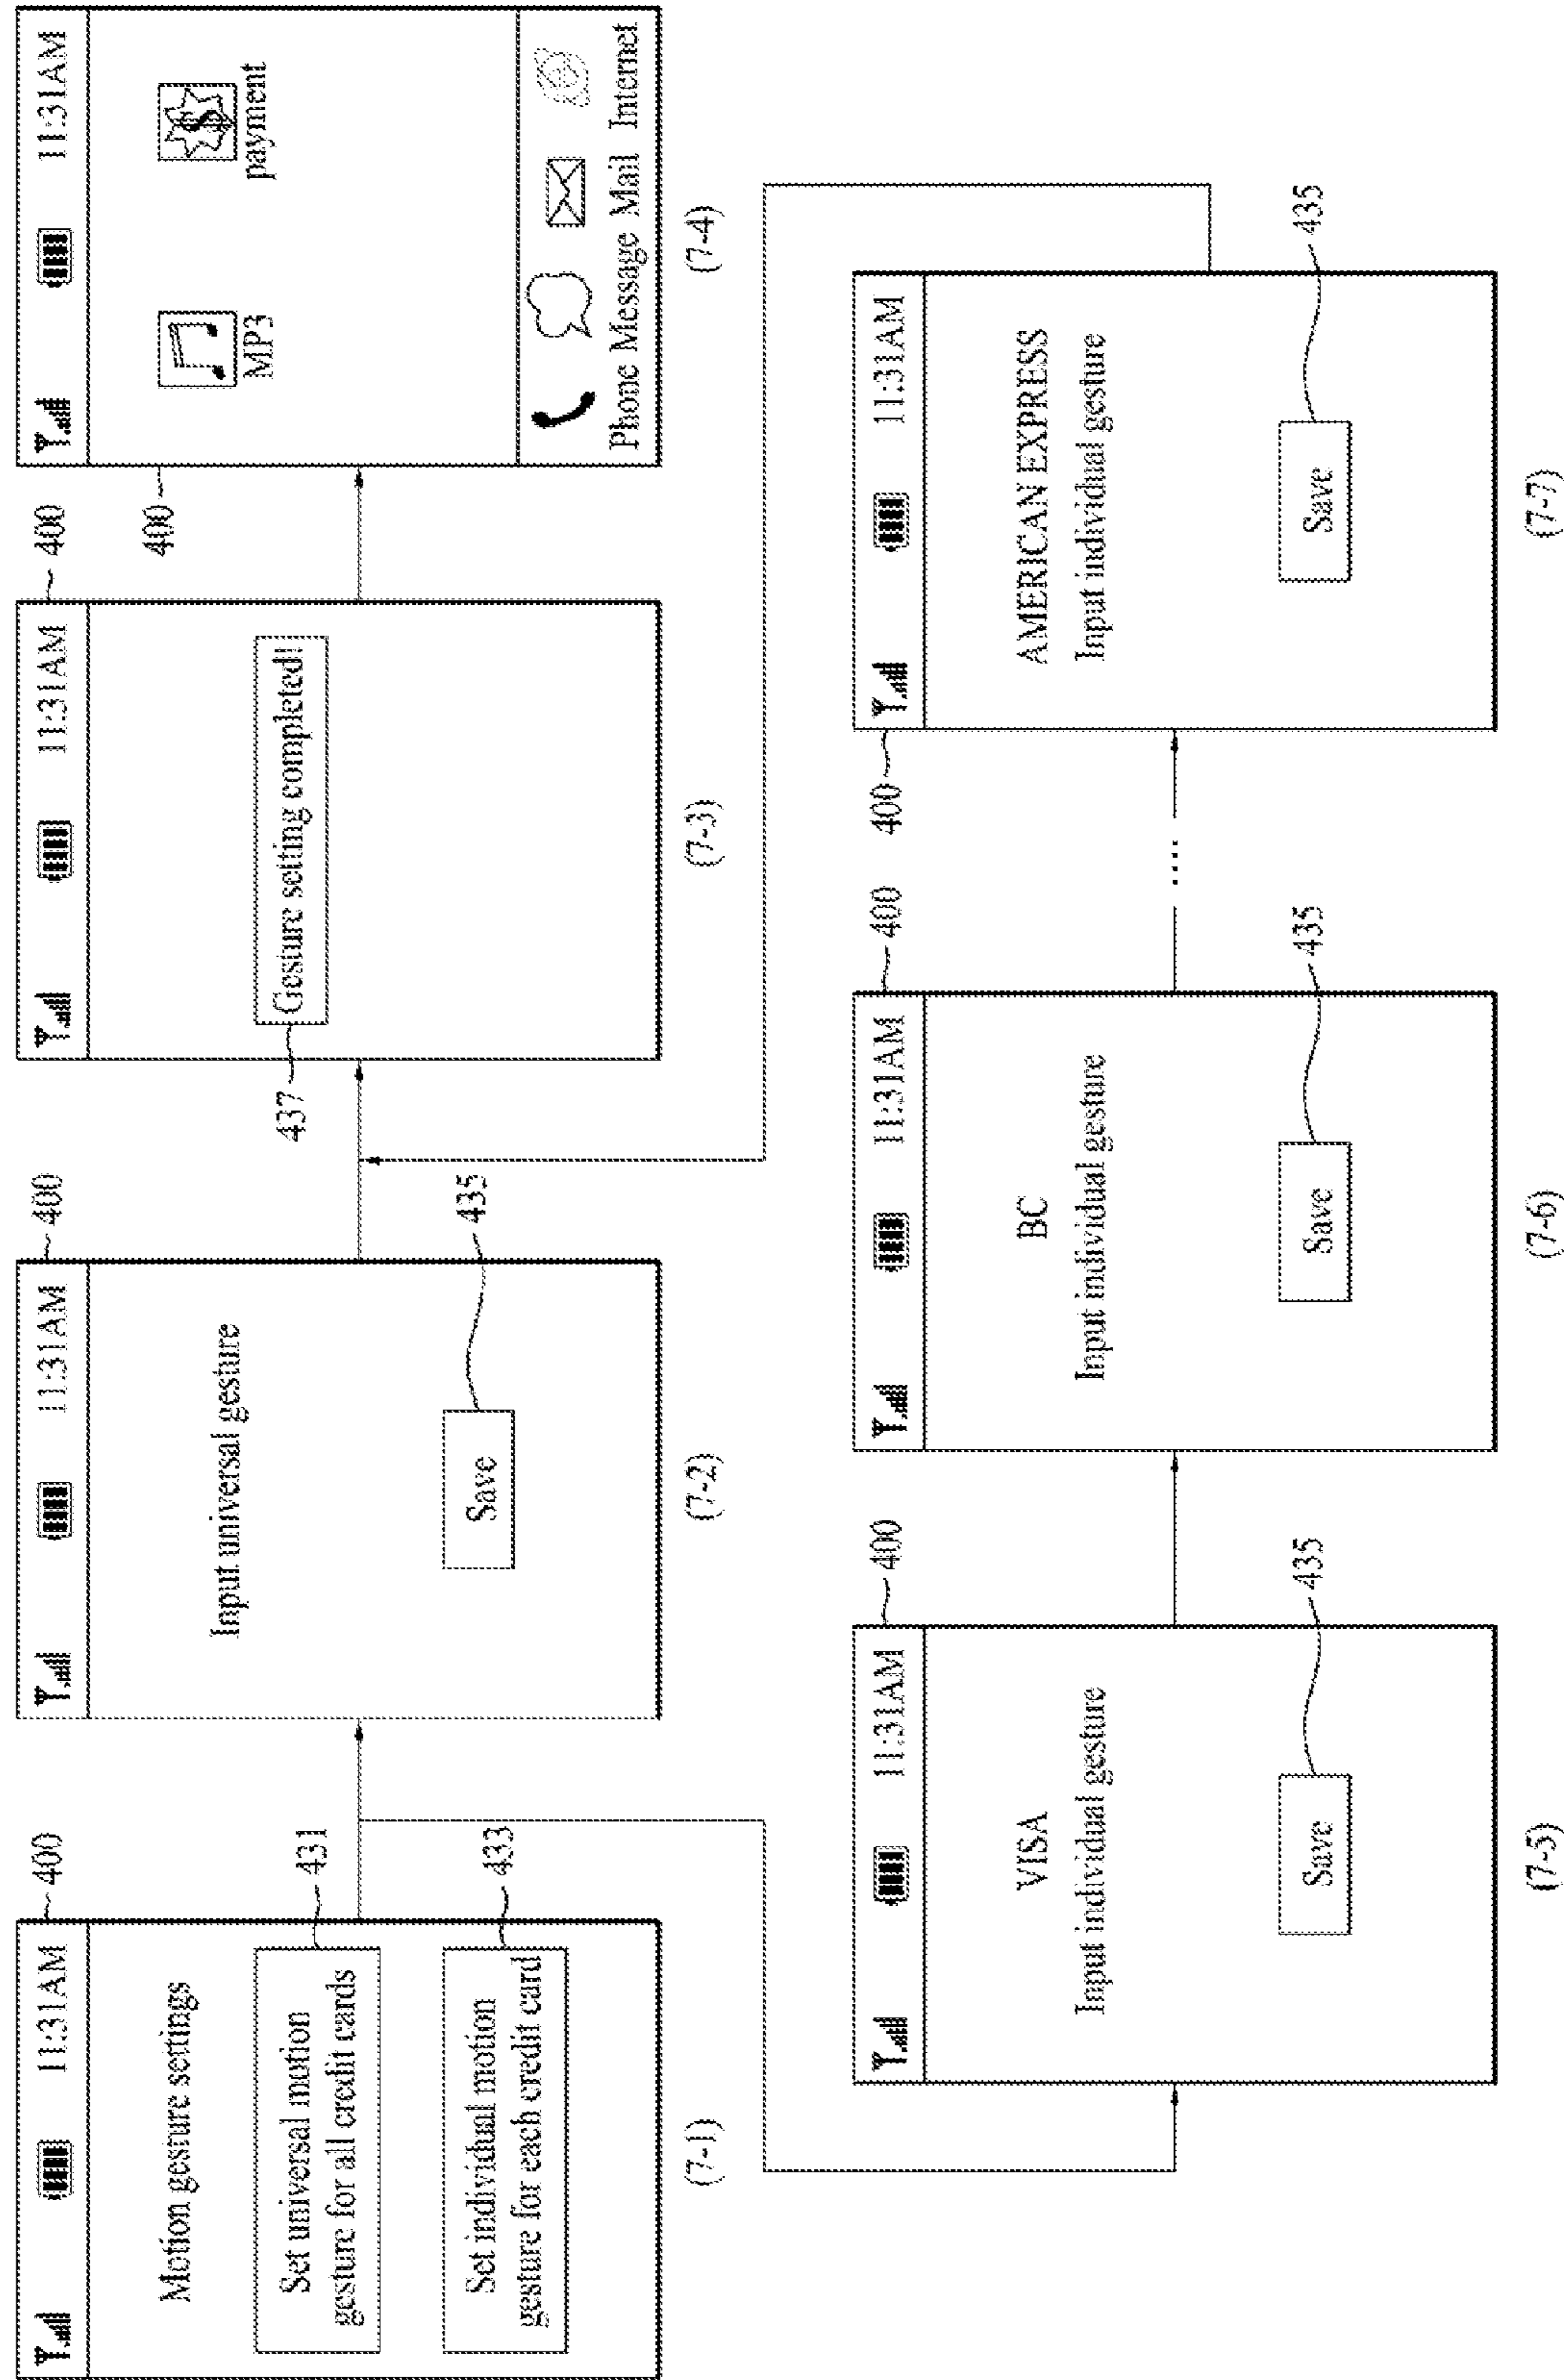 11:31AM
400
Motion gesture settings
Set universal motion
gesture for all credit cards
431
Set individual motion
gesture for each credit card
433
(7-1)
11:31AM
400
Input universal gesture
Save
435
(7-2)
11:31AM
400
437
Gesture setting completed!
(7-3)
11:31AM
400
MP3
payment
Phone Message Mail Internet
(7-4)
11:31AM
400
VISA
Input individual gesture
Save
435
(7-5)
11:31AM
400
BC
Input individual gesture
Save
435
(7-6)
....
400
11:31AM
AMERICAN EXPRESS
Input individual gesture
Save
435
(7-7)